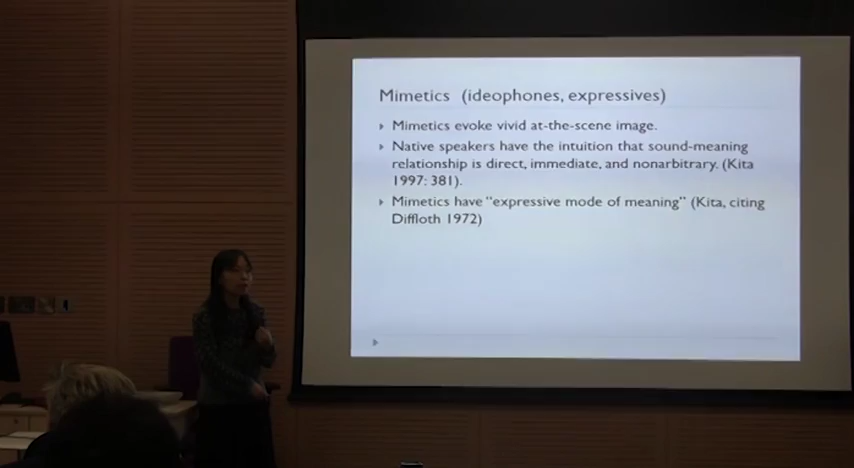 Mimetics (ideophones, expressives)
Mimetics evoke vivid at-the-scene image.
Native speakers have the intuition that sound-meaning
relationship is direct, immediate, and nonarbitrary. (Kita
1997: 381).
Mimetics have "expressive mode of meaning" (Kita, citing
Diffloth 1972)